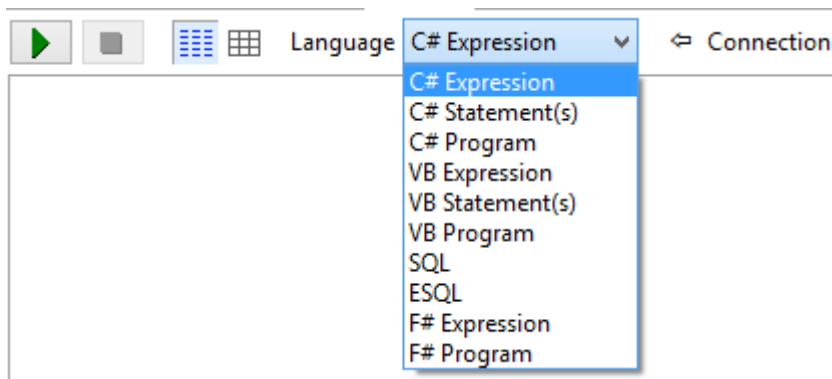 Language C# Expression Connection
C# Expression
C# Statement(s)
C# Program
VB Expression
VB Statement(s)
VB Program
SQL
ESQL
F# Expression
F# Program